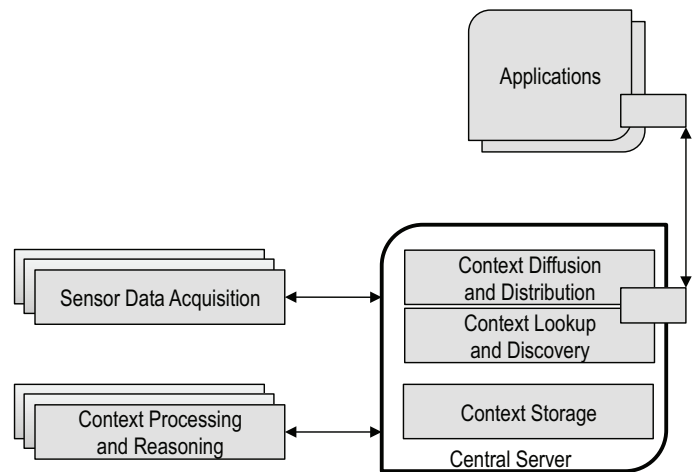 Applications
Context Diffusion
and Distribution
Sensor Data Acquisition
Context Lookup
and Discovery
Context Processing
and Reasoning
Context Storage
Central Server